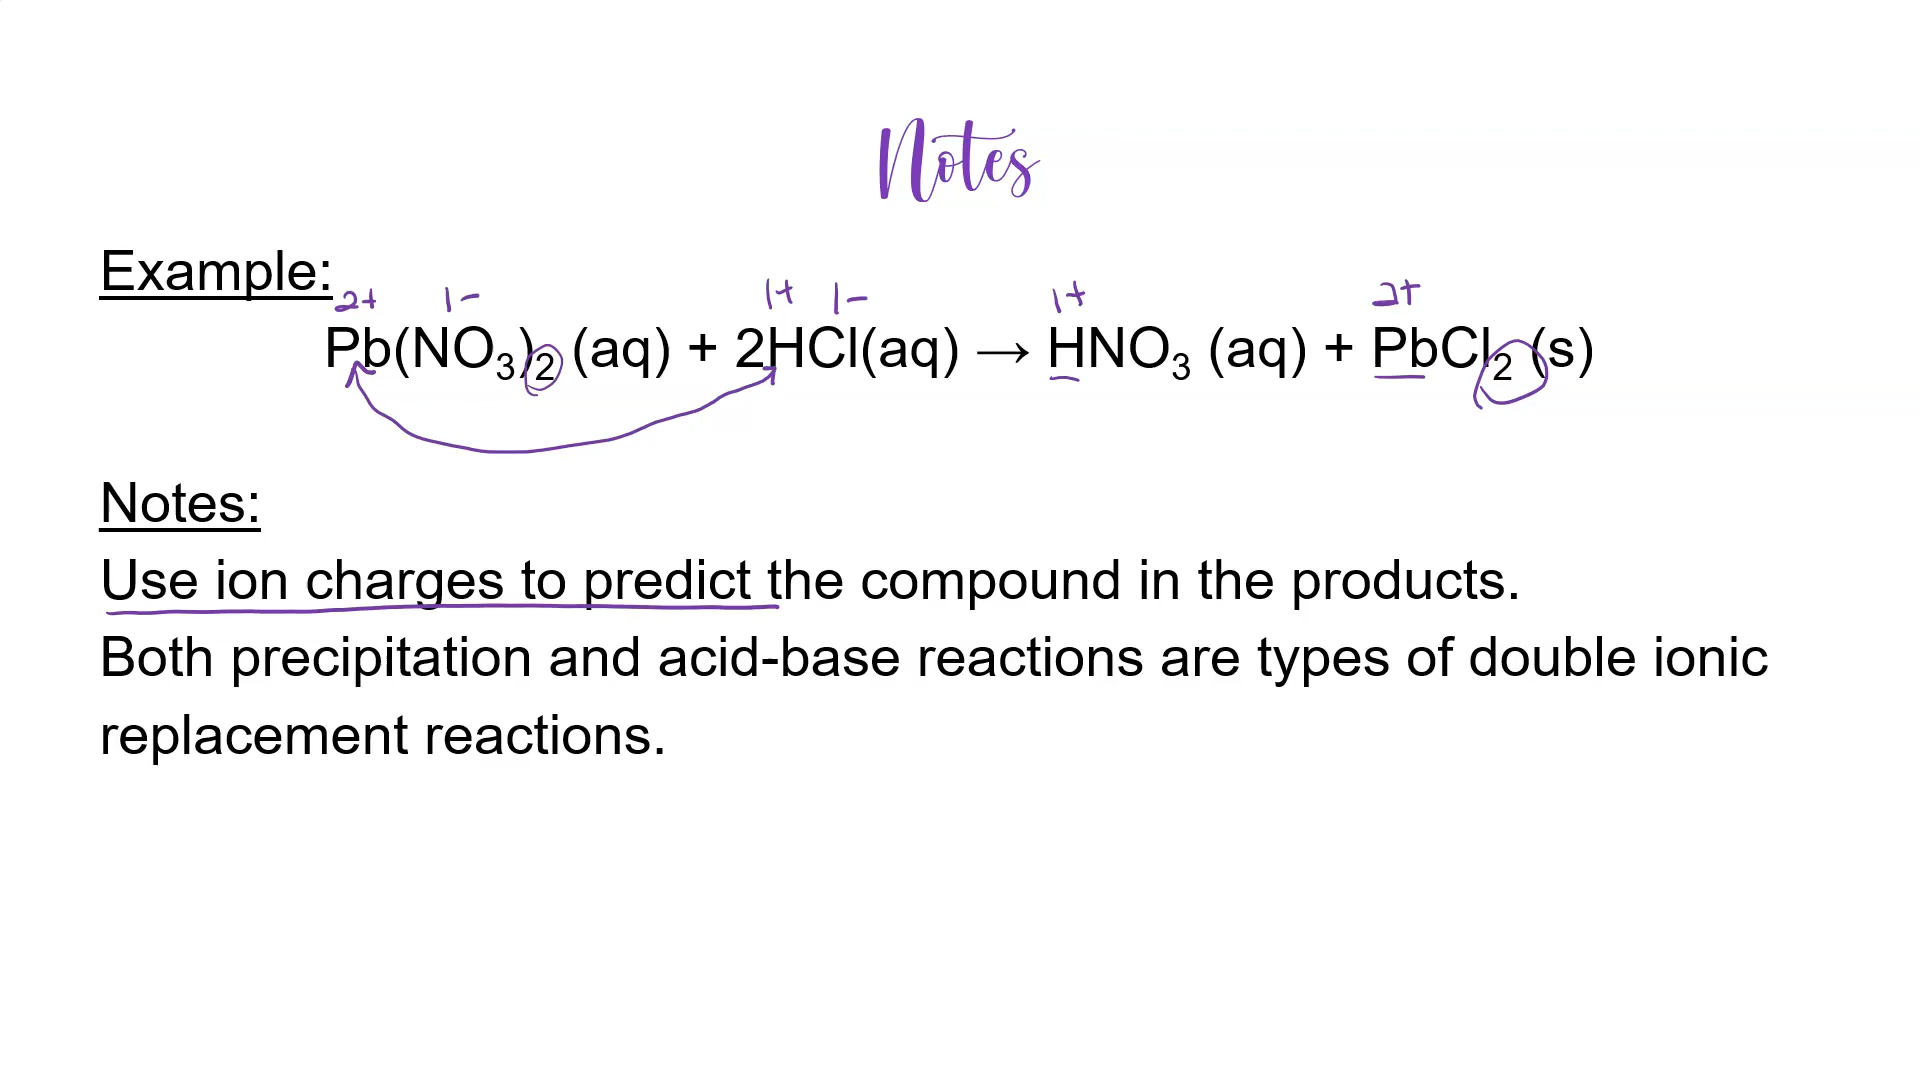 Notes
Example:
2+ 1- 1+ 1- 1+ 2+
Pb(NO₃)₂ (aq) + 2HCl(aq) → HNO₃ (aq) + PbCl₂ (s)
Notes:
Use ion charges to predict the compound in the products.
Both precipitation and acid-base reactions are types of double ionic
replacement reactions.